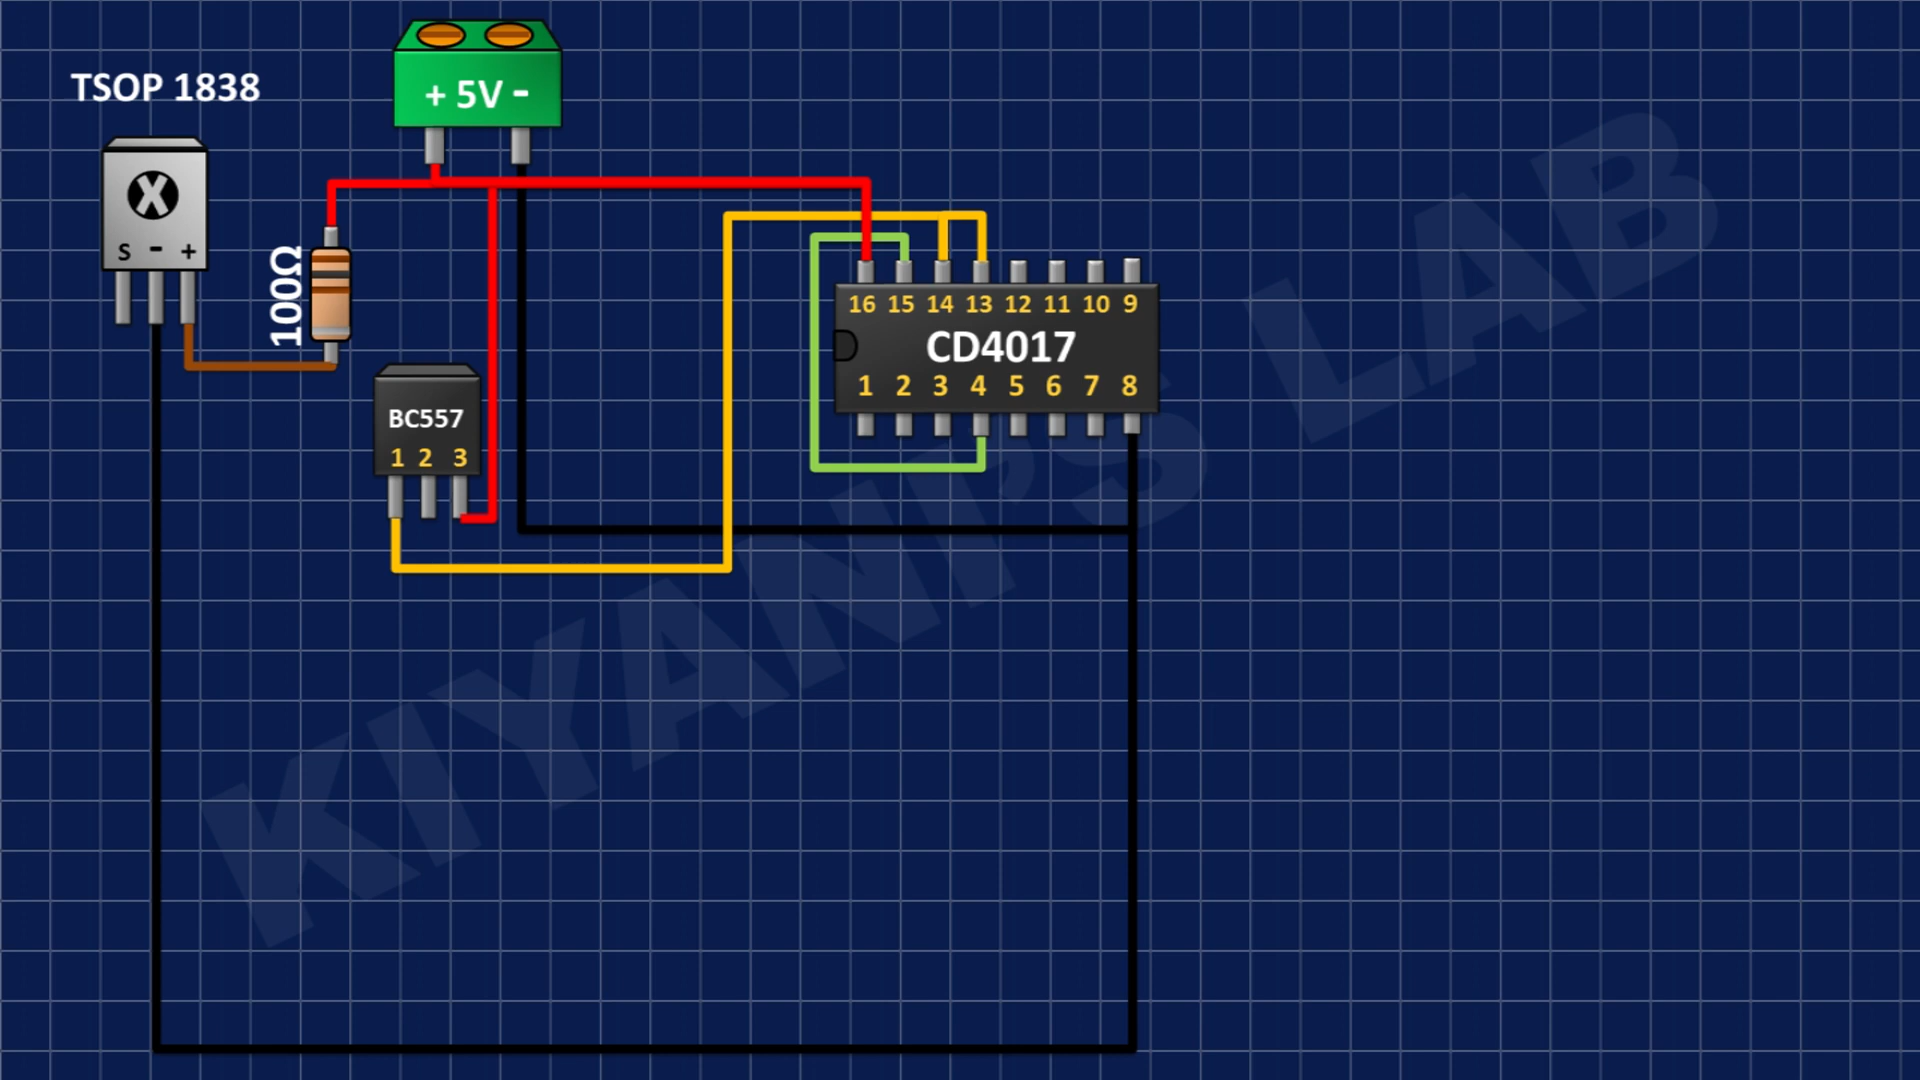 TSOP 1838
+ 5V -
S - +
100Ω
BC557
1 2 3
16 15 14 13 12 11 10 9
CD4017
1 2 3 4 5 6 7 8
KIYANI'S LAB